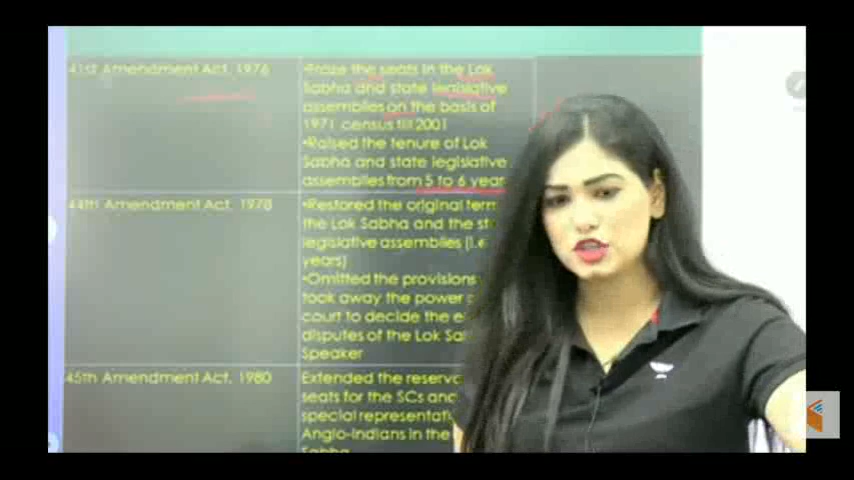 41st Amendment Act, 1976
•Froze the seats in the Lok
Sabha and state legislative
assemblies on the basis of
1971 census till 2001
•Raised the tenure of Lok
Sabha and state legislative
assemblies from 5 to 6 year
44th Amendment Act, 1978
•Restored the original term
the Lok Sabha and the
legislative assemblies (i.e
years)
•Omitted the provisions
took away the power
court to decide the
disputes of the Lok
Speaker
45th Amendment Act, 1980
Extended the
seats for the SCs and
special
Anglo-Indians in the
Sabha